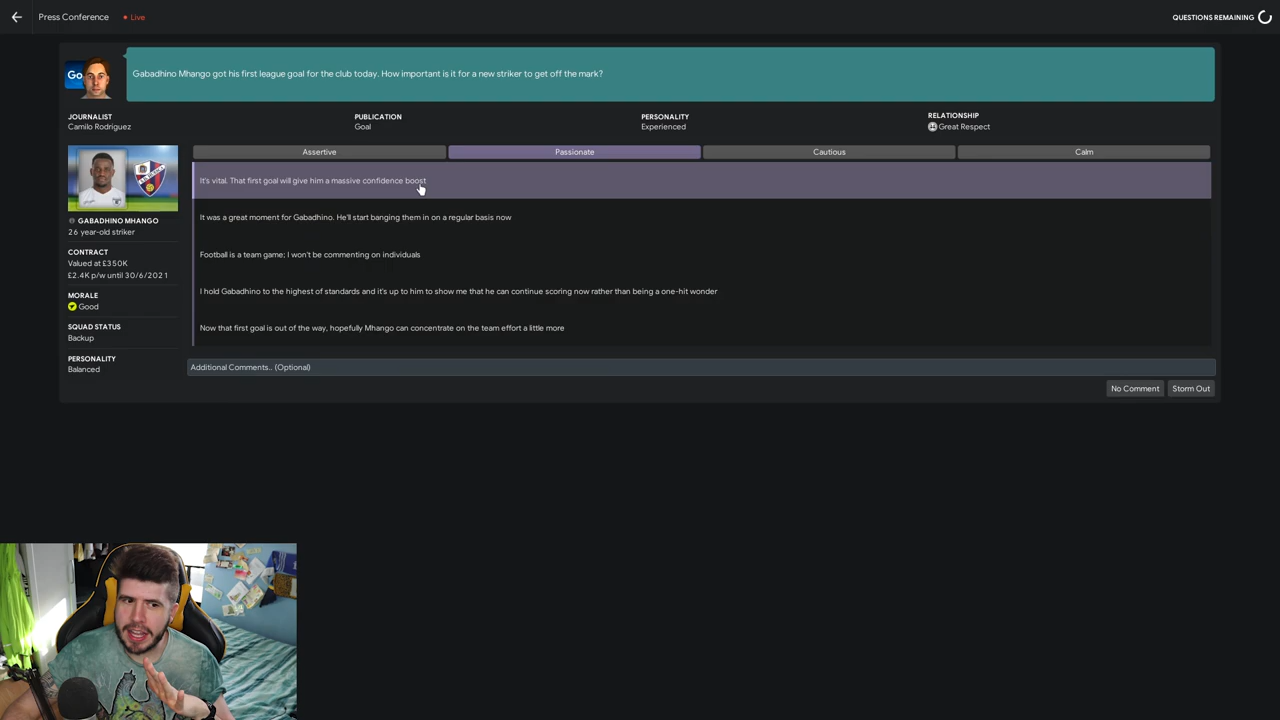 Press Conference
Live
QUESTIONS REMAINING
Go
Gabadhino Mhango got his first league goal for the club today. How important is it for a new striker to get off the mark?
JOURNALIST
Camilo Rodriguez
PUBLICATION
Goal
PERSONALITY
Experienced
RELATIONSHIP
Great Respect
Assertive
Passionate
Cautious
Calm
It's vital. That first goal will give him a massive confidence boost
It was a great moment for Gabadhino. He'll start banging them in on a regular basis now
Football is a team game; I won't be commenting on individuals
I hold Gabadhino to the highest of standards and it's up to him to show me that he can continue scoring now rather than being a one-hit wonder
Now that first goal is out of the way, hopefully Mhango can concentrate on the team effort a little more
GABADHINO MHANGO
26 year-old striker
CONTRACT
Valued at £350K
£2.4K p/w until 30/6/2021
MORALE
Good
SQUAD STATUS
Backup
PERSONALITY
Balanced
Additional Comments.. (Optional)
No Comment
Storm Out